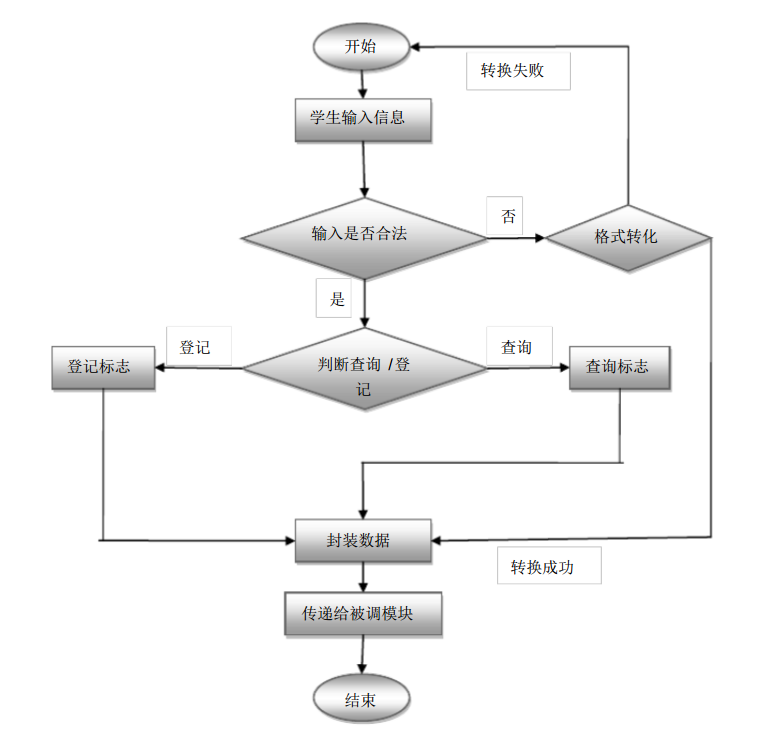 开始
转换失败
学生输入信息
否
输入是否合法
格式转化
是
登记
查询
登记标志
判断查询 /登
记
查询标志
封装数据
转换成功
传递给被调模块
结束